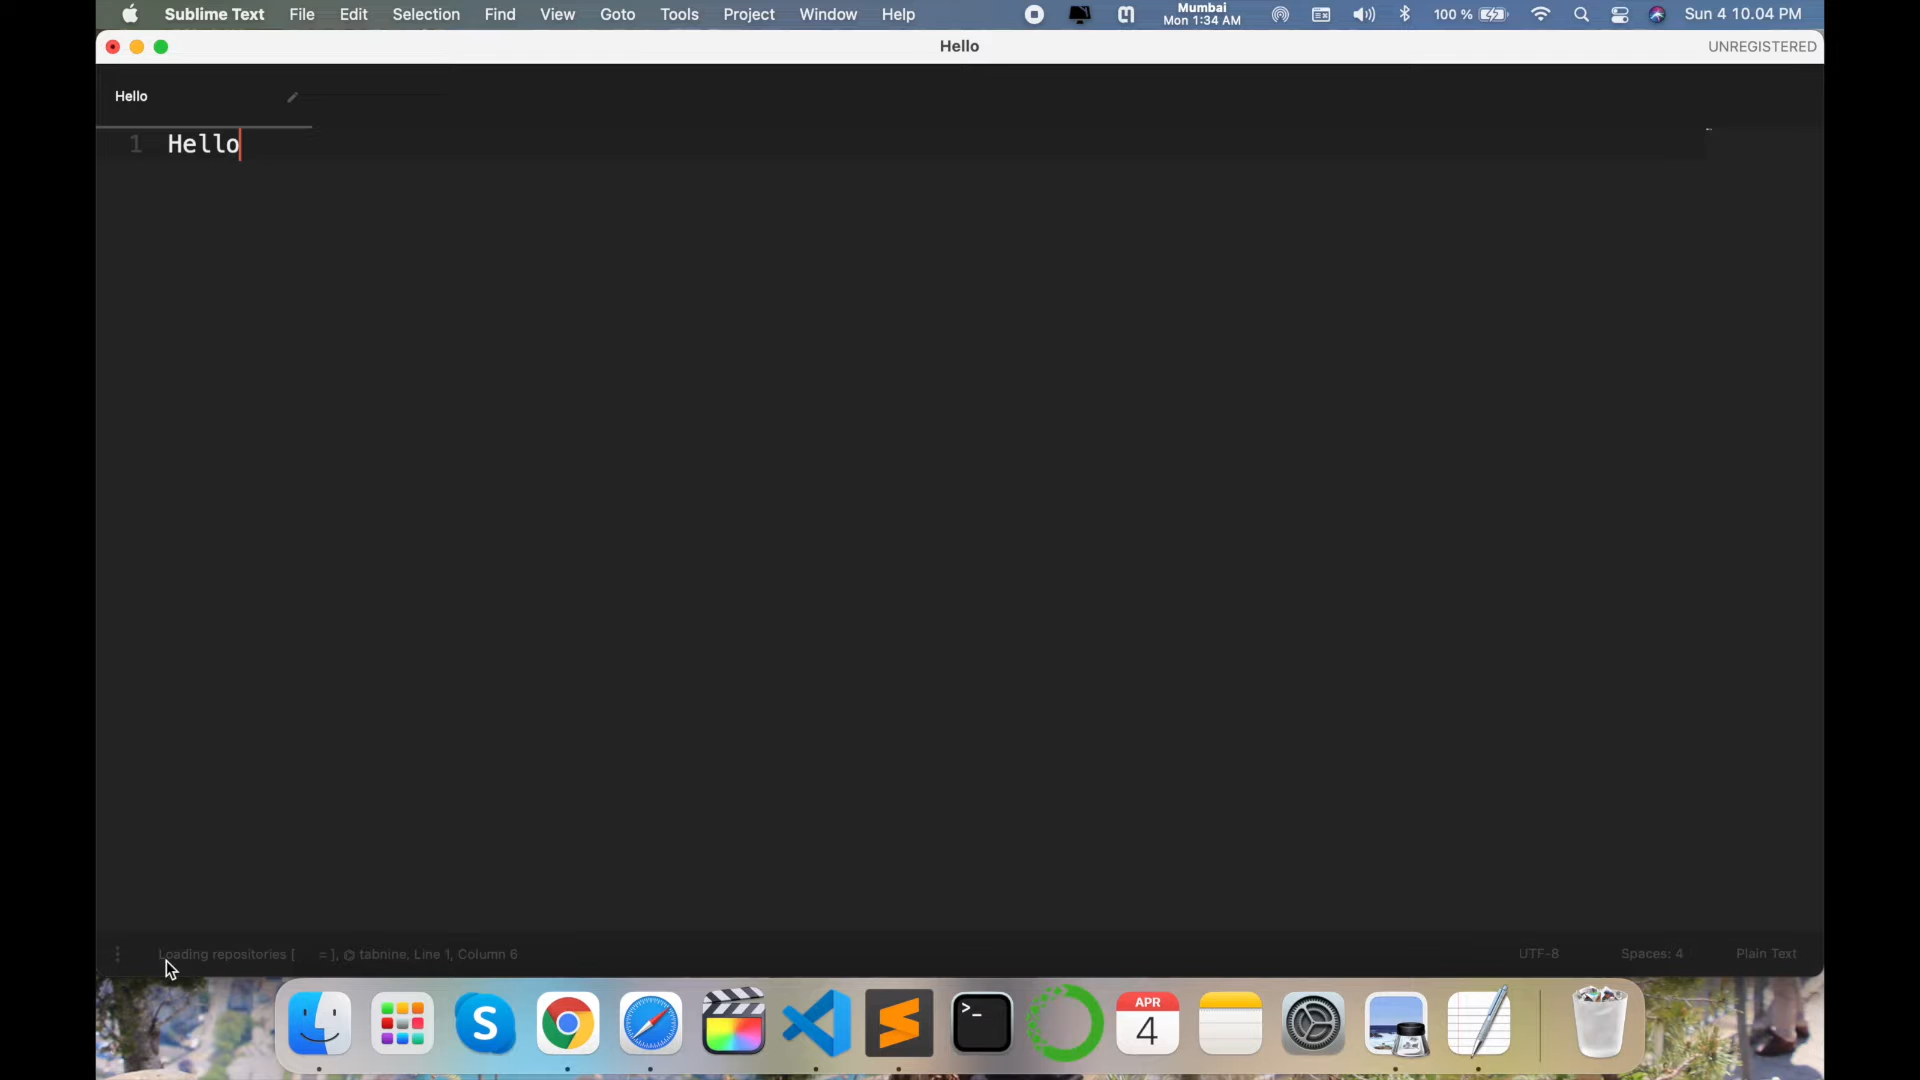 Sublime Text File Edit Selection Find View Goto Tools Project Window Help Mumbai 100 % Sun 4 10.04 PM
Mon 1:34 AM
Hello UNREGISTERED
Hello
1 Hello
Loading repositories [ = ], tabnine, Line 1, Column 6 UTF-8 Spaces: 4 Plain Text
S >_ APR
4